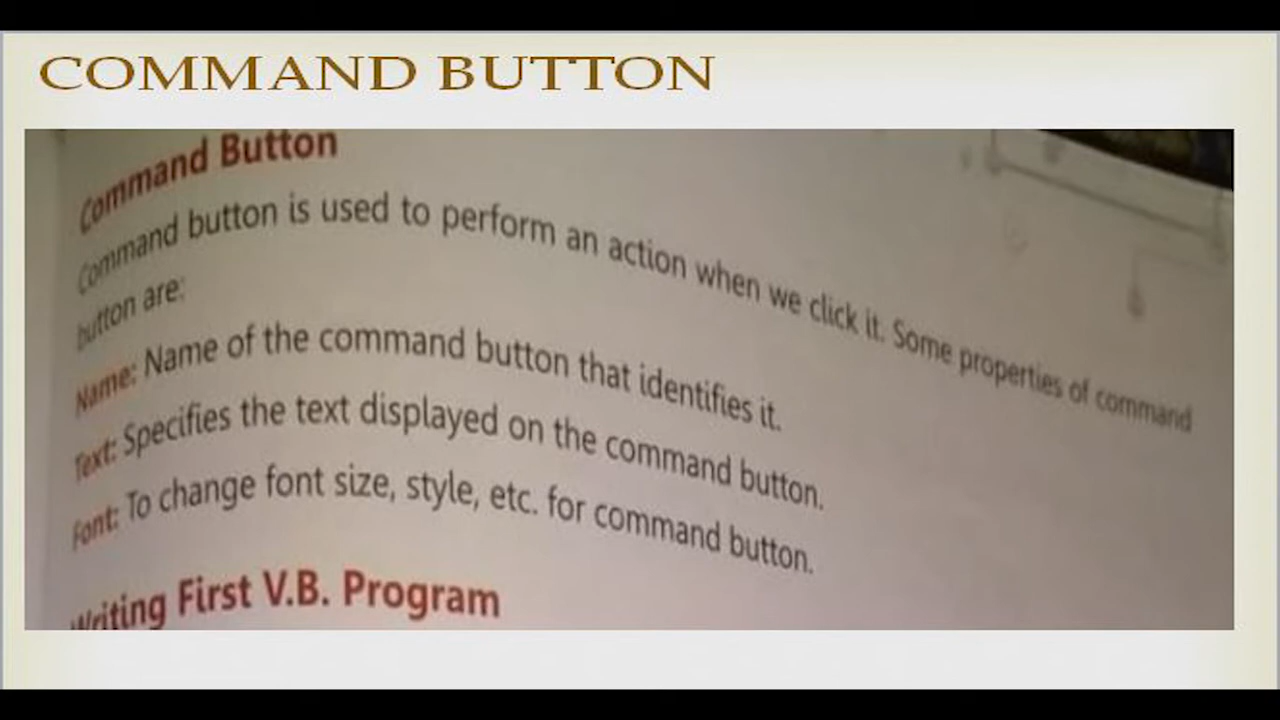 COMMAND BUTTON
Command Button
Command button is used to perform an action when we click it. Some properties of command
button are:
Name: Name of the command button that identifies it.
Text: Specifies the text displayed on the command button.
Font: To change font size, style, etc. for command button.
Writing First V.B. Program